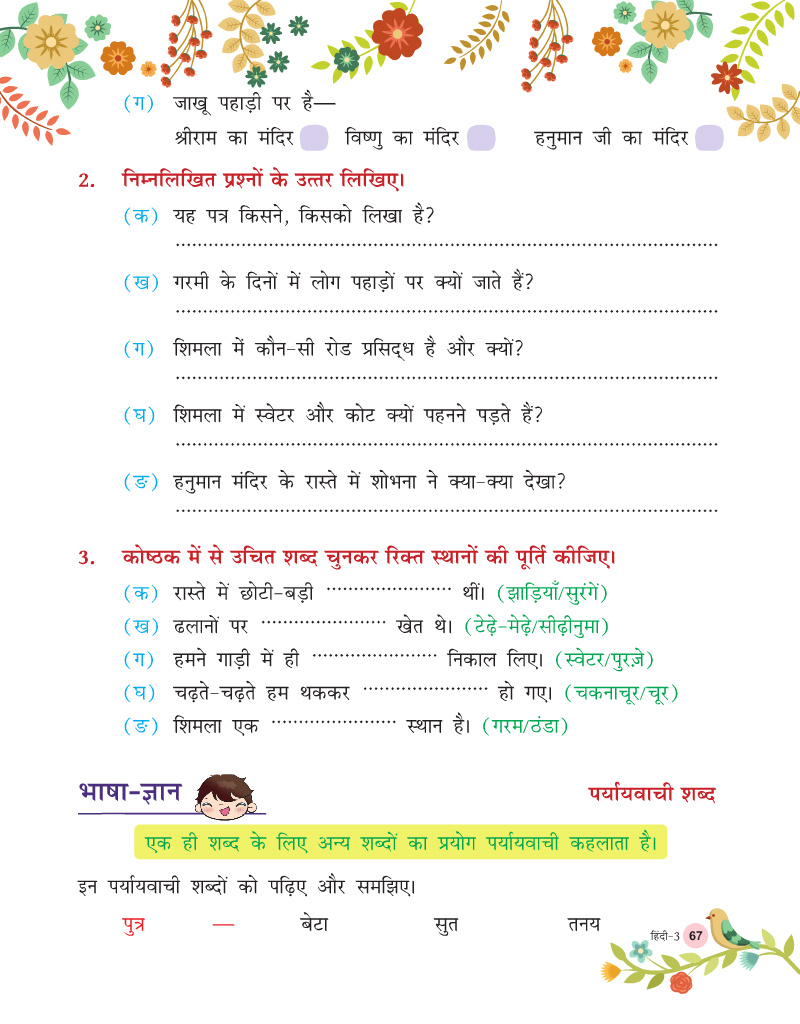 (ग) जाखू पहाड़ी पर है—
श्रीराम का मंदिर विष्णु का मंदिर हनुमान जी का मंदिर
2. निम्नलिखित प्रश्नों के उत्तर लिखिए।
(क) यह पत्र किसने, किसको लिखा है?
(ख) गरमी के दिनों में लोग पहाड़ों पर क्यों जाते हैं?
(ग) शिमला में कौन-सी रोड प्रसिद्ध है और क्यों?
(घ) शिमला में स्वेटर और कोट क्यों पहनने पड़ते हैं?
(ङ) हनुमान मंदिर के रास्ते में शोभना ने क्या-क्या देखा?
3. कोष्ठक में से उचित शब्द चुनकर रिक्त स्थानों की पूर्ति कीजिए।
(क) रास्ते में छोटी-बड़ी ........................ थीं। (झाड़ियाँ/सुरंगें)
(ख) ढलानों पर ........................ खेत थे। (टेढ़े-मेढ़े/सीढ़ीनुमा)
(ग) हमने गाड़ी में ही ........................ निकाल लिए। (स्वेटर/पुरज़े)
(घ) चढ़ते-चढ़ते हम थककर ........................ हो गए। (चकनाचूर/चूर)
(ङ) शिमला एक ........................ स्थान है। (गरम/ठंडा)
भाषा-ज्ञान पर्यायवाची शब्द
एक ही शब्द के लिए अन्य शब्दों का प्रयोग पर्यायवाची कहलाता है।
इन पर्यायवाची शब्दों को पढ़िए और समझिए।
पुत्र — बेटा सुत तनय
हिंदी-3 67